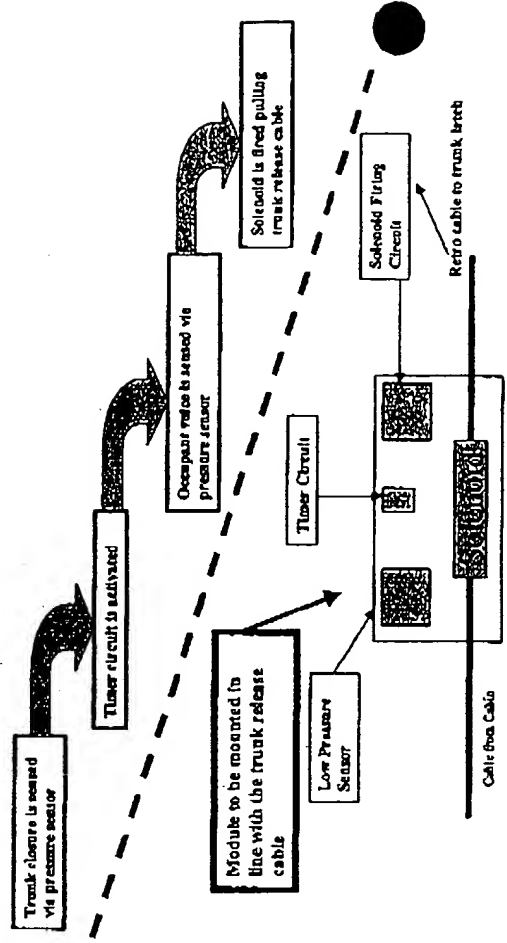 Trunk closure is sensed
via pressure sensor
Timer circuit is activated
Occupant voice is sensed via
pressure sensor
Solenoid is fired pulling
trunk release cable
Module to be mounted in
line with the trunk release
cable
Low Pressure
Sensor
Timer Circuit
Solenoid Firing
Circuit
Solenoid
Cable from Cabin
Retro cable to trunk latch